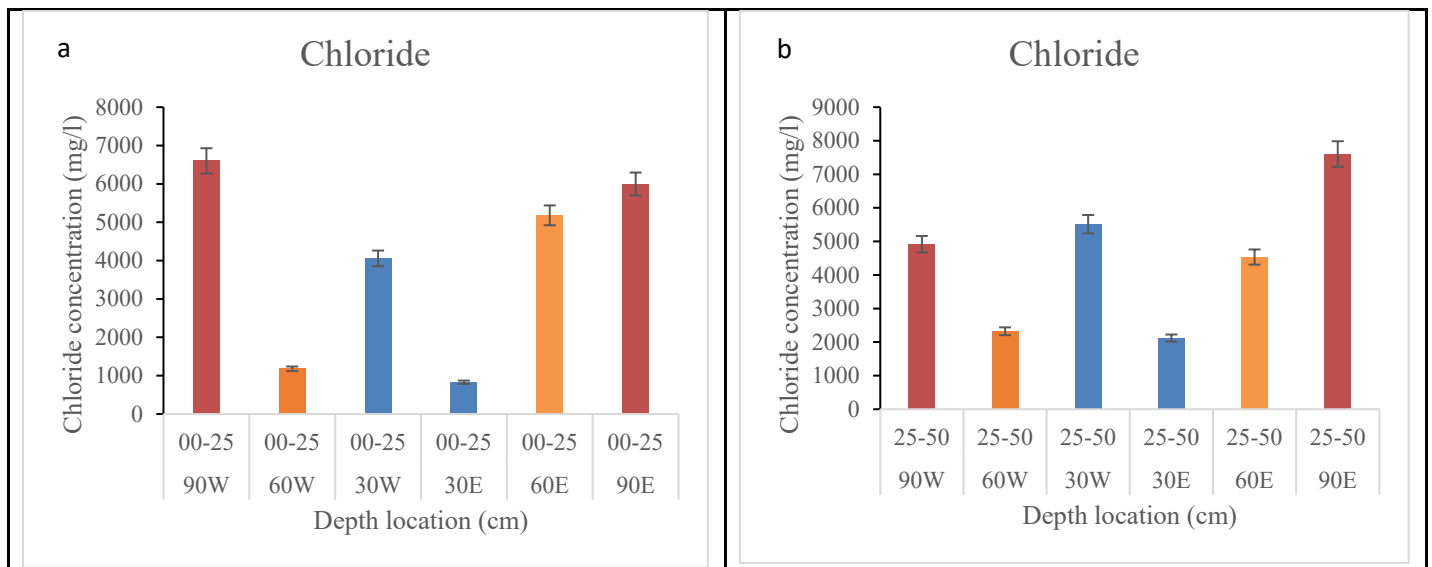 a
Chloride
Chloride concentration (mg/l)
8000
7000
6000
5000
4000
3000
2000
1000
0
00-25 00-25 00-25 00-25 00-25 00-25
90W 60W 30W 30E 60E 90E
Depth location (cm)
b
Chloride
Chloride concentration (mg/l)
9000
8000
7000
6000
5000
4000
3000
2000
1000
0
25-50 25-50 25-50 25-50 25-50 25-50
90W 60W 30W 30E 60E 90E
Depth location (cm)